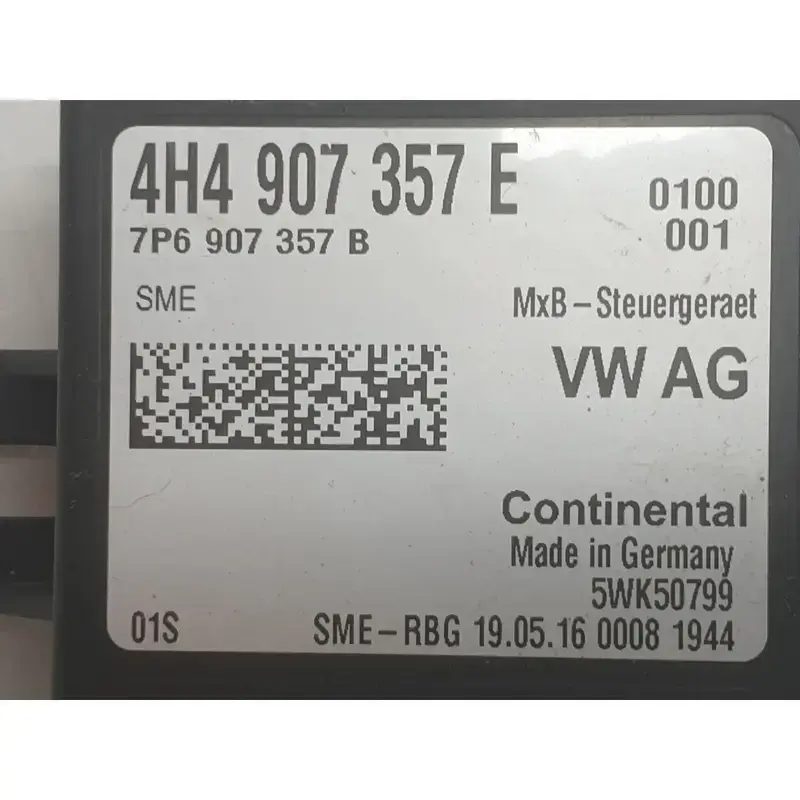 4H4 907 357 E
0100
7P6 907 357 B
001
SME
MxB-Steuergeraet
VW AG
Continental
Made in Germany
5WK50799
01S
SME-RBG 19.05.16 0008 1944